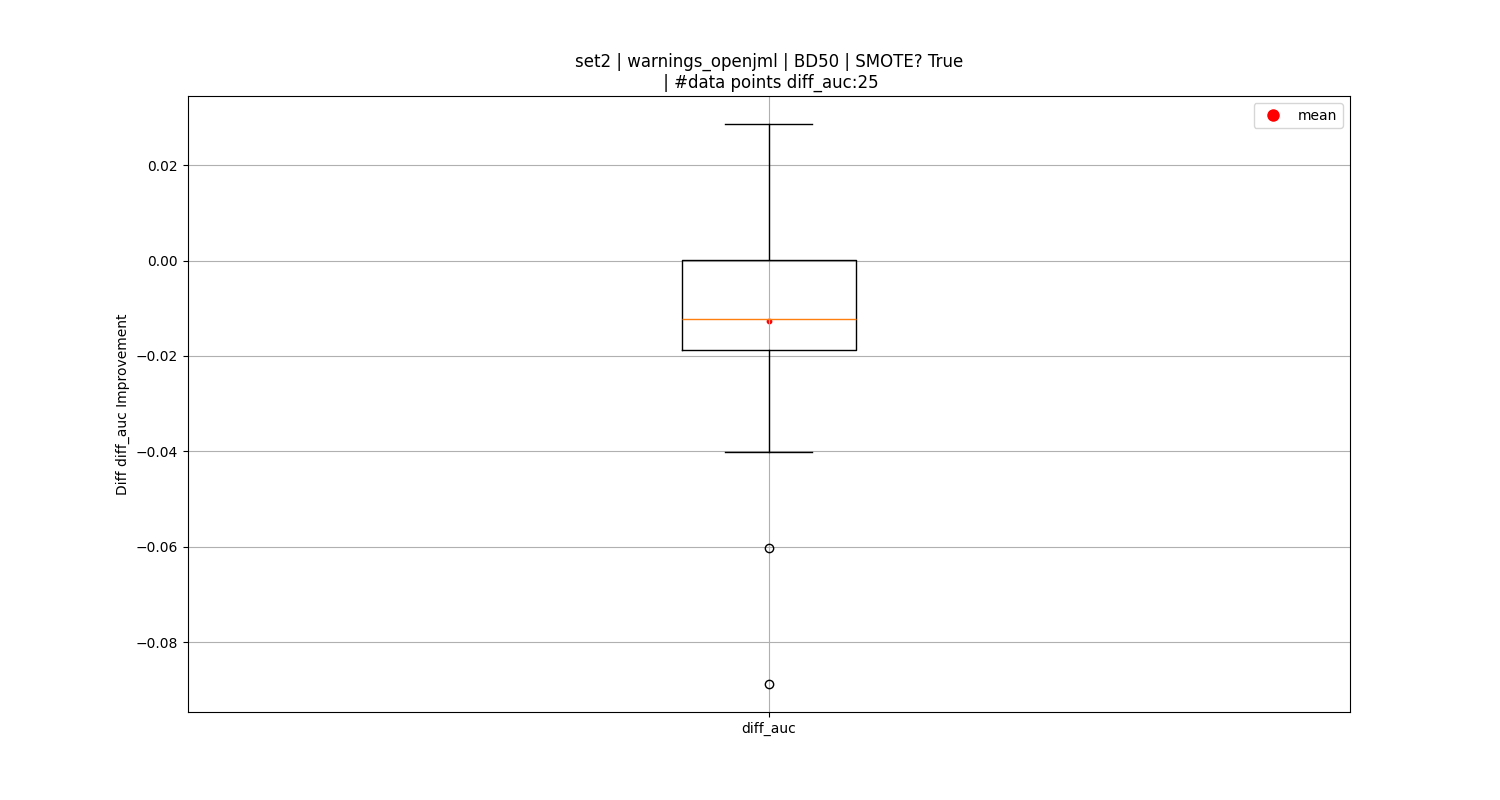 set2 | warnings_openjml | BD50 | SMOTE? True
| #data points diff_auc:25
mean
0.02
0.00
−0.02
−0.04
−0.06
−0.08
Diff diff_auc Improvement
diff_auc